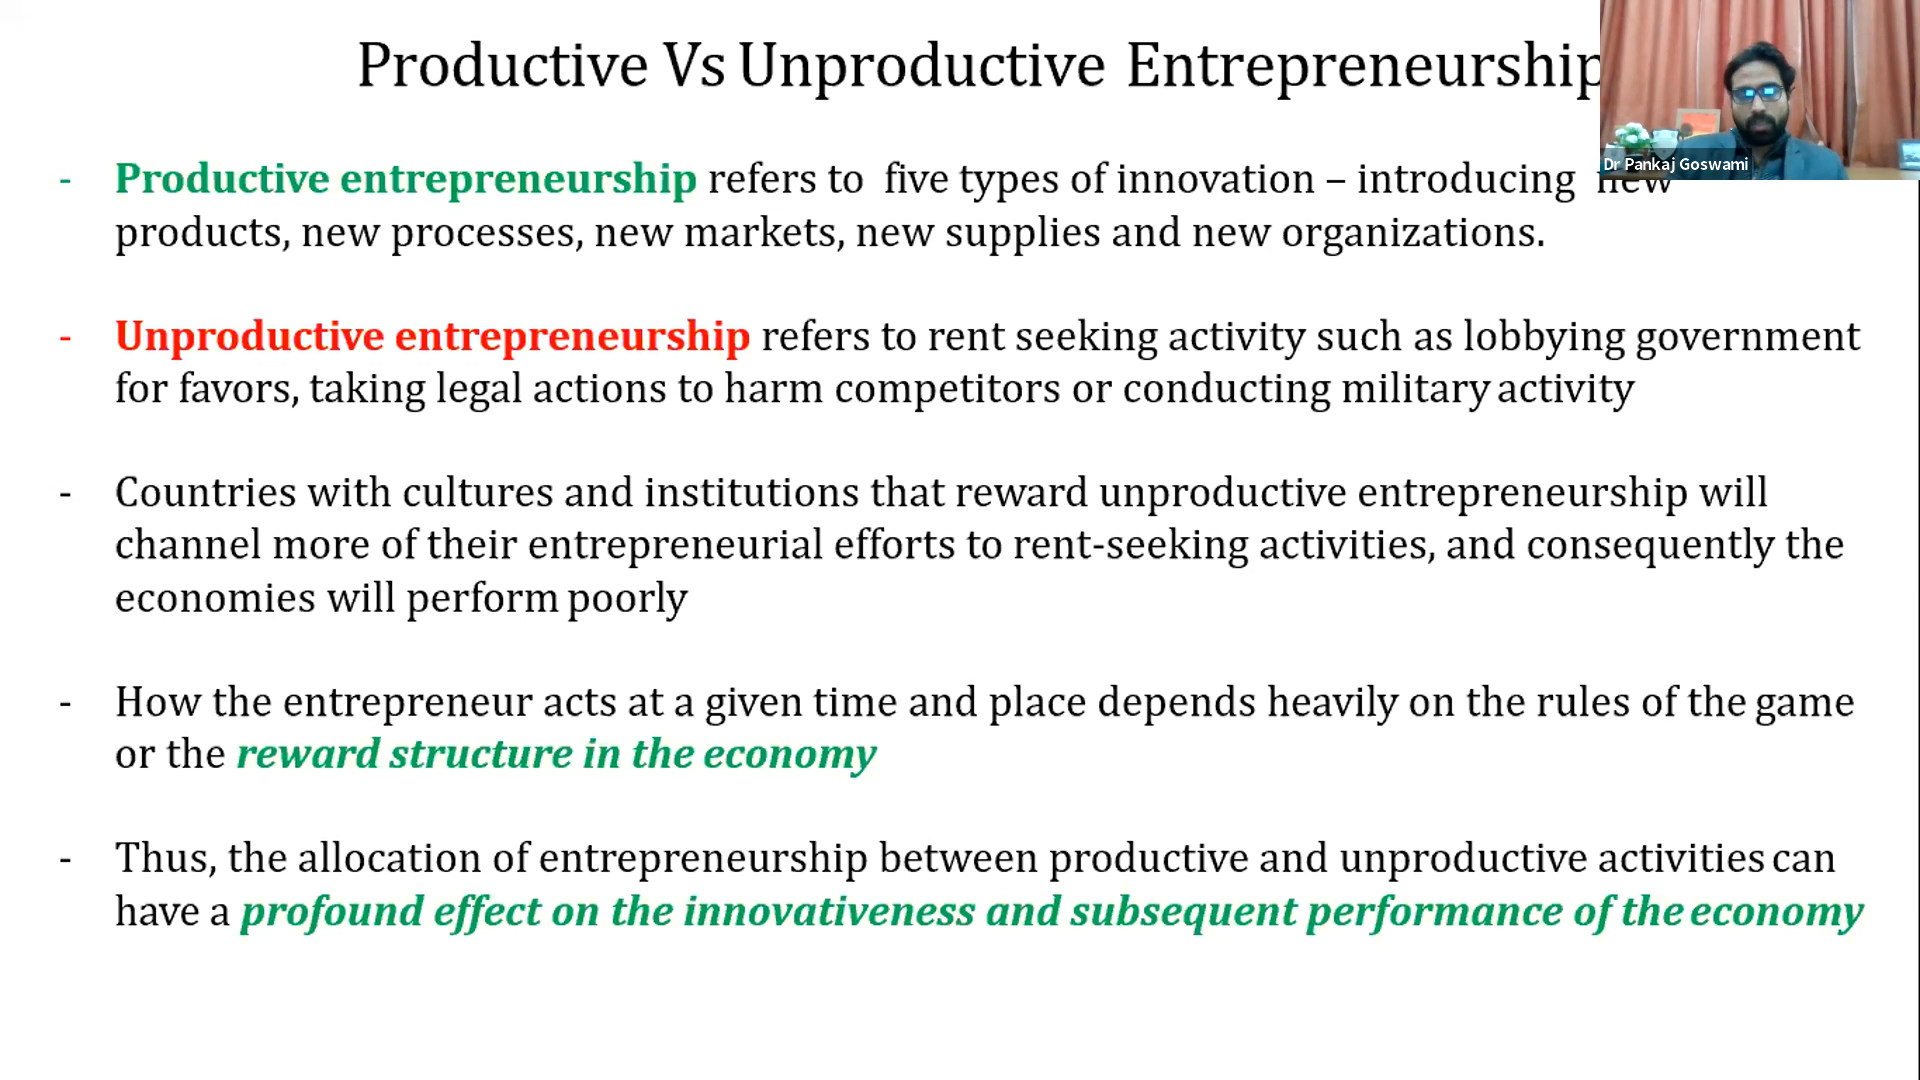 Productive Vs Unproductive Entrepreneurship
Dr Pankaj Goswami
- Productive entrepreneurship refers to five types of innovation – introducing new
products, new processes, new markets, new supplies and new organizations.
- Unproductive entrepreneurship refers to rent seeking activity such as lobbying government
for favors, taking legal actions to harm competitors or conducting military activity
- Countries with cultures and institutions that reward unproductive entrepreneurship will
channel more of their entrepreneurial efforts to rent-seeking activities, and consequently the
economies will perform poorly
- How the entrepreneur acts at a given time and place depends heavily on the rules of the game
or the reward structure in the economy
- Thus, the allocation of entrepreneurship between productive and unproductive activities can
have a profound effect on the innovativeness and subsequent performance of the economy